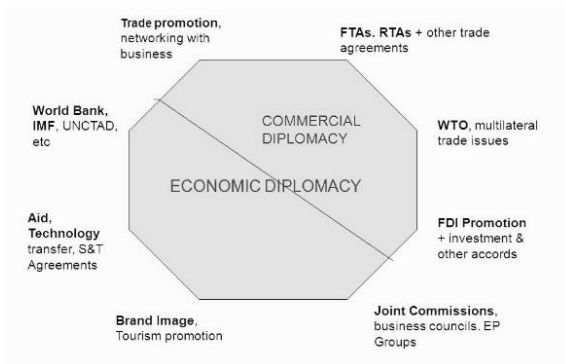 Trade promotion,
networking with
business
FTAs. RTAs + other trade
agreements
World Bank,
IMF, UNCTAD,
etc
COMMERCIAL
DIPLOMACY
WTO, multilateral
trade issues
ECONOMIC DIPLOMACY
Aid,
Technology
transfer, S&T
Agreements
FDI Promotion
+ investment &
other accords
Brand Image,
Tourism promotion
Joint Commissions,
business councils. EP
Groups